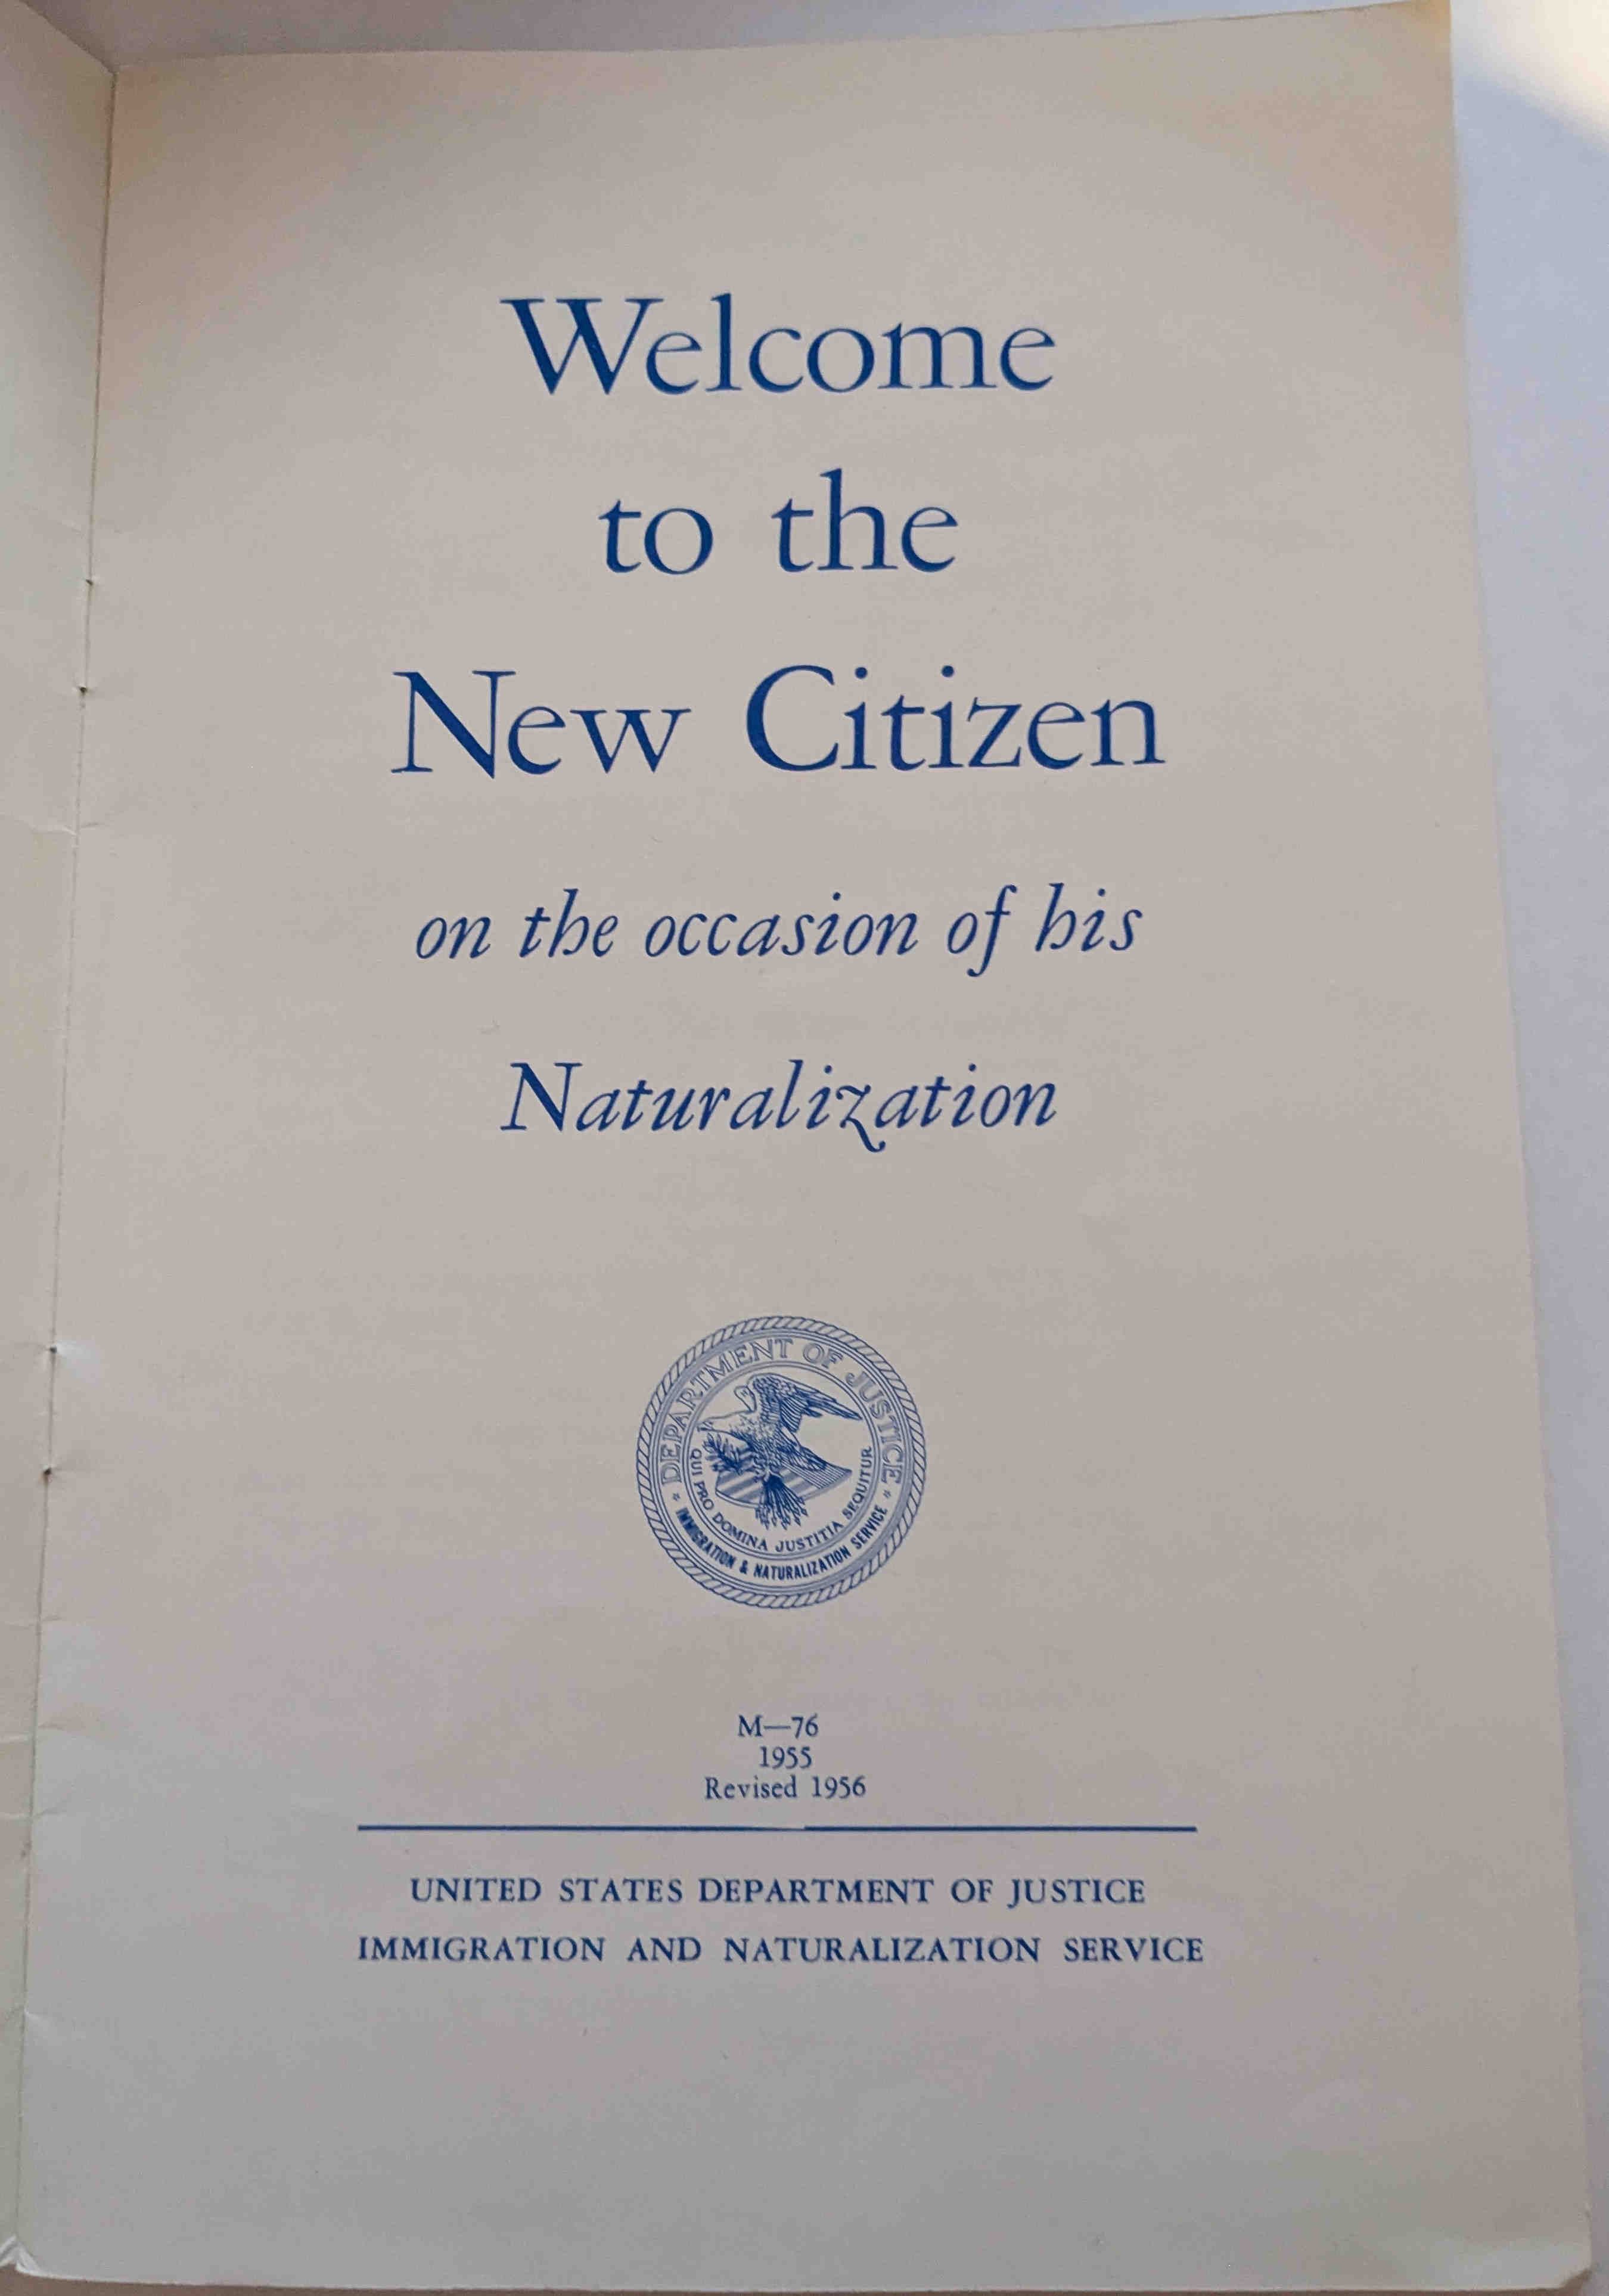 Welcome
to the
New Citizen
on the occasion of his
Naturalization
DEPARTMENT OF JUSTICE
QUI PRO DOMINA JUSTITIA SEQUITUR
IMMIGRATION & NATURALIZATION SERVICE
M—76
1955
Revised 1956
UNITED STATES DEPARTMENT OF JUSTICE
IMMIGRATION AND NATURALIZATION SERVICE